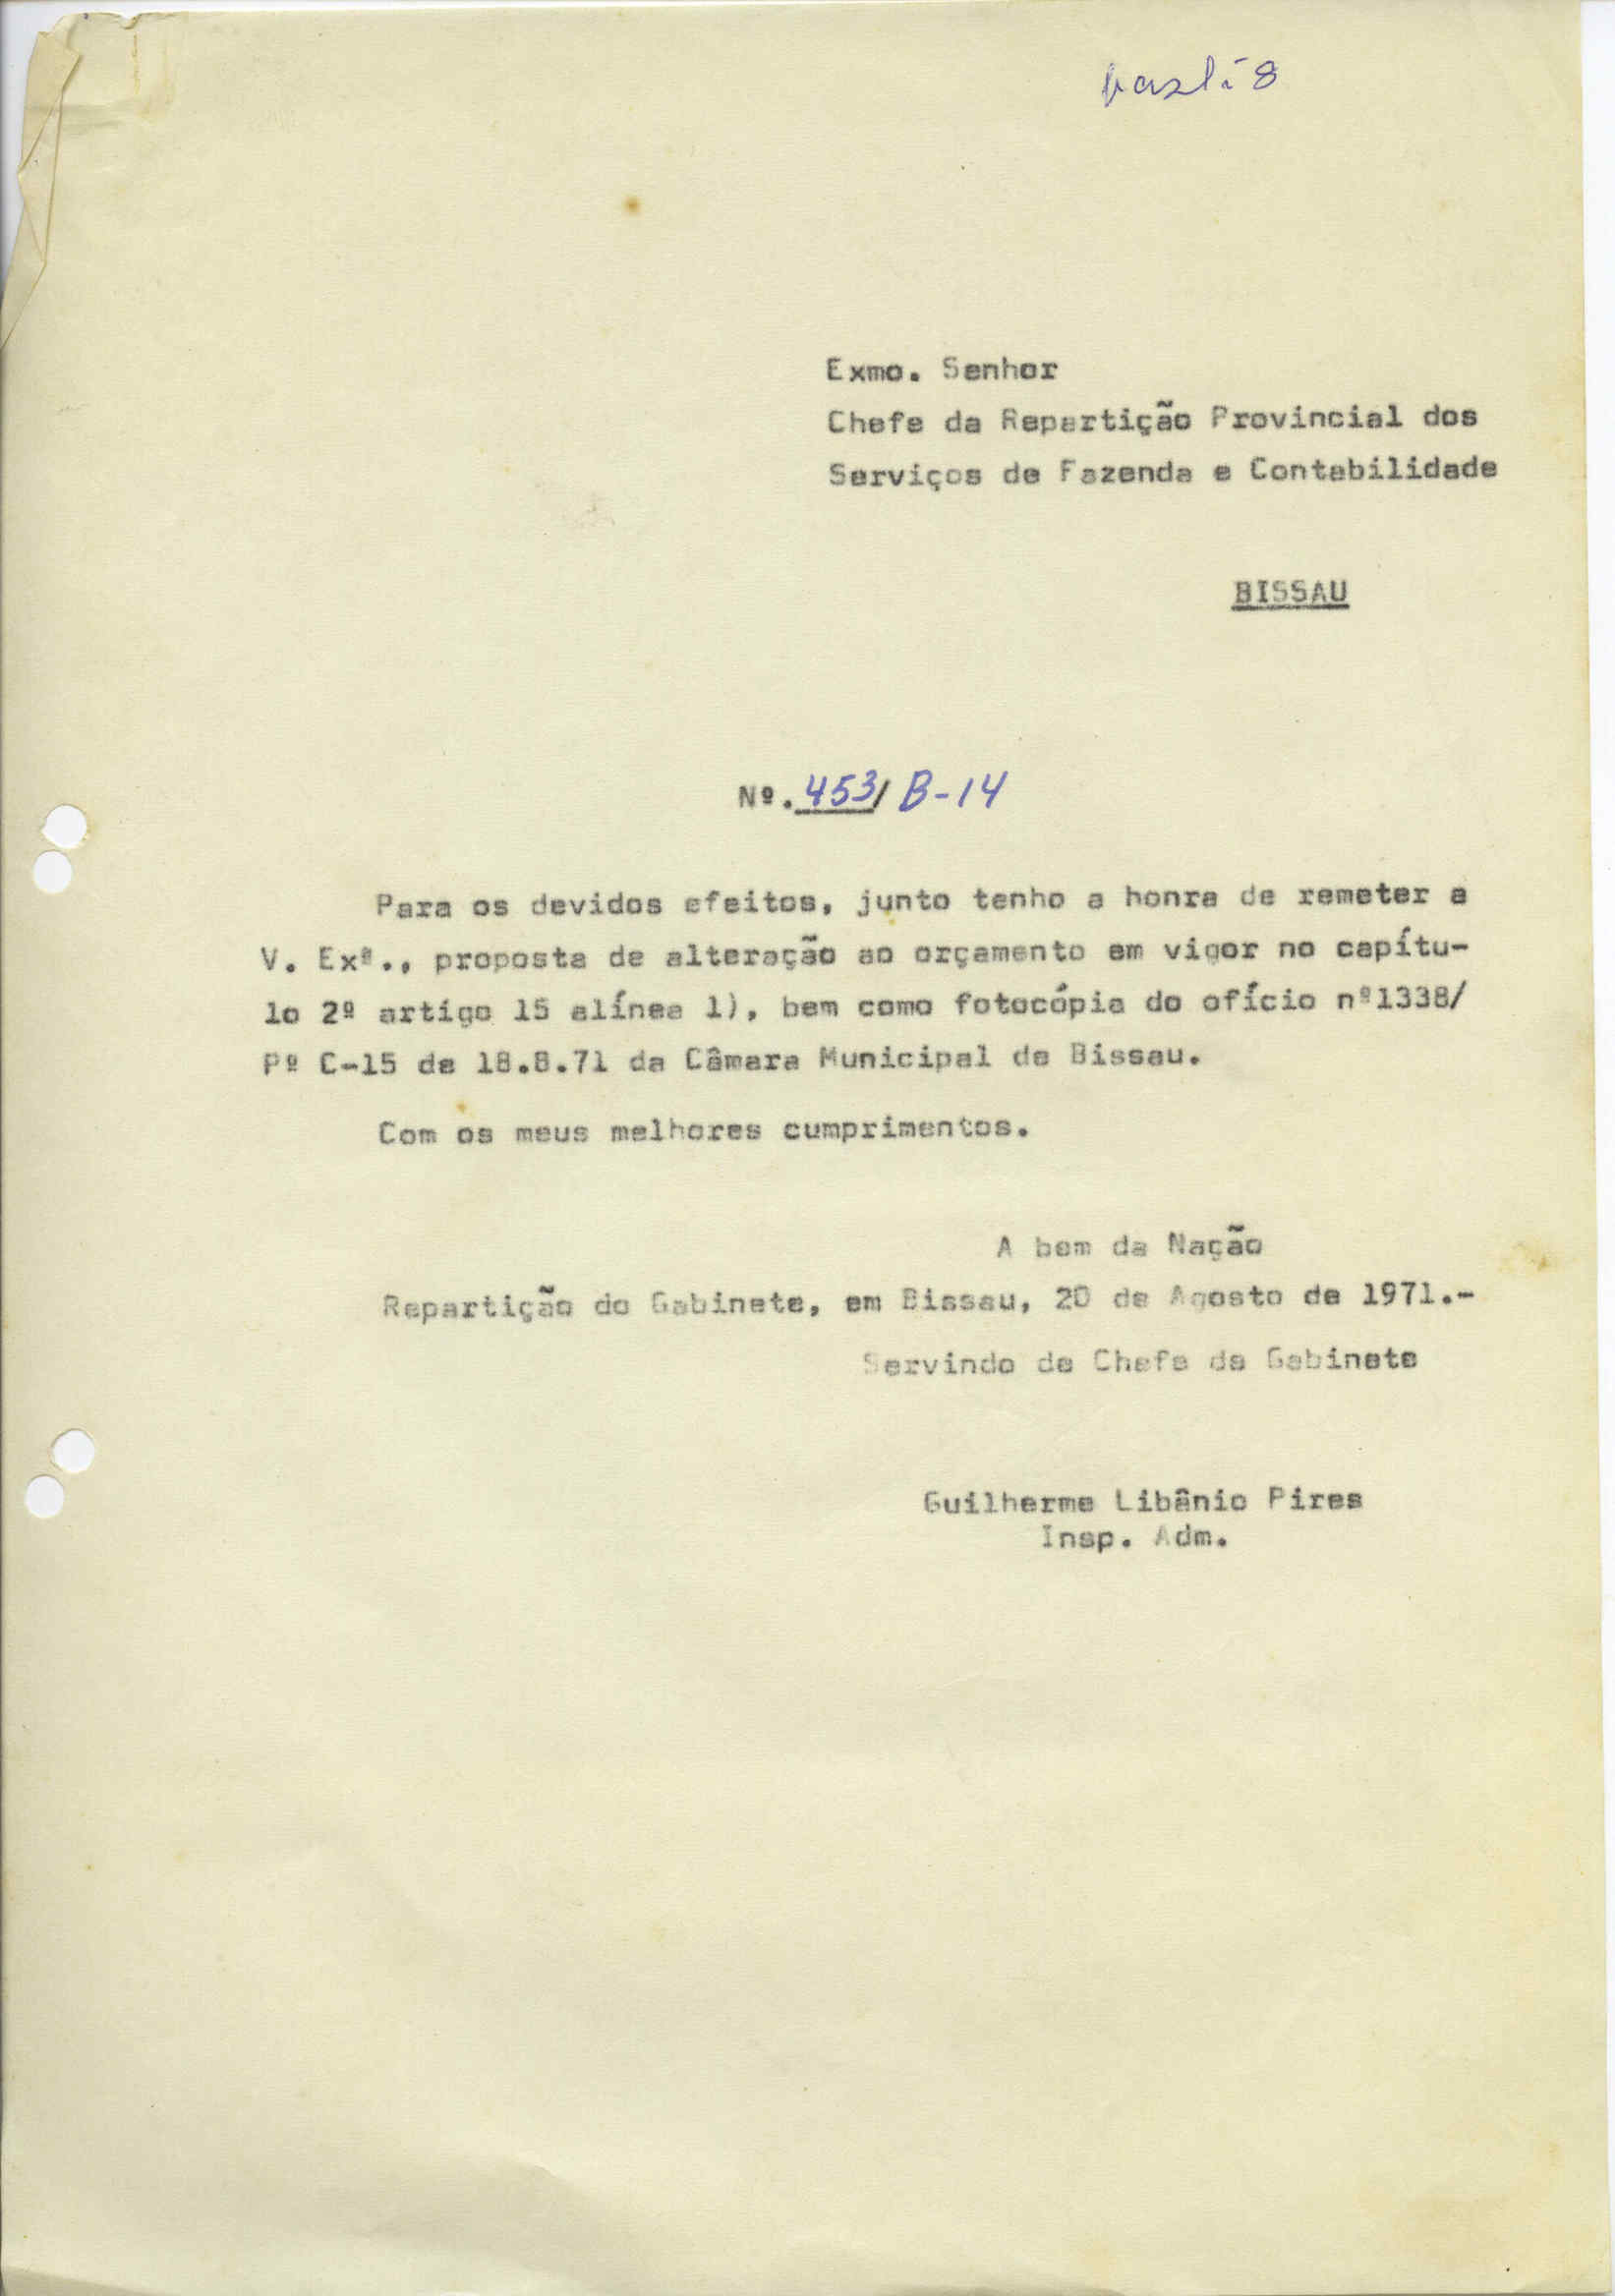 8
Exmo. Senhor
Chefe da Repartição Provincial dos
Serviços de Fazenda e Contabilidade
BISSAU
Nº. 453/ B-14
Para os devidos efeitos, junto tenho a honra de remeter a
V. Exª., proposta de alteração ao orçamento em vigor no capítu-
lo 2º artigo 15 alínea 1), bem como fotocópia do ofício nº1338/
Pº C-15 de 18.8.71 da Câmara Municipal de Bissau.
Com os meus melhores cumprimentos.
A bem da Nação
Repartição do Gabinete, em Bissau, 20 de Agosto de 1971.-
Servindo de Chefe da Gabinete
Guilherme Libânio Pires
Insp. Adm.